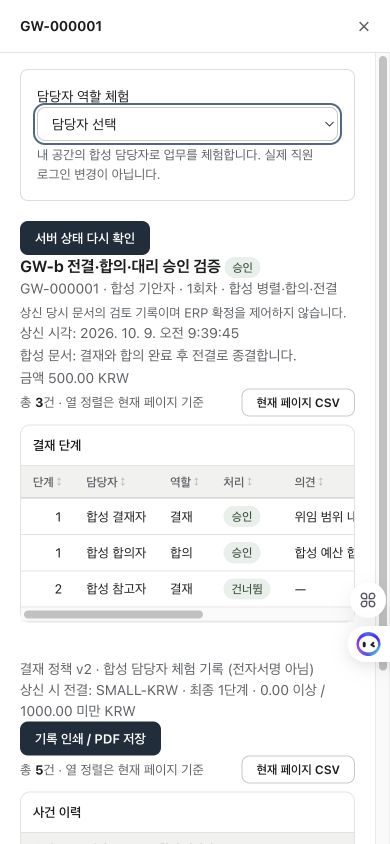 GW-000001
담당자 역할 체험
담당자 선택
내 공간의 합성 담당자로 업무를 체험합니다. 실제 직원
로그인 변경이 아닙니다.
서버 상태 다시 확인
GW-b 전결·합의·대리 승인 검증 승인
GW-000001 · 합성 기안자 · 1회차 · 합성 병렬·합의·전결
상신 당시 문서의 검토 기록이며 ERP 확정을 제어하지 않습니다.
상신 시각: 2026. 10. 9. 오전 9:39:45
합성 문서: 결재와 합의 완료 후 전결로 종결합니다.
금액 500.00 KRW
총 3건 · 열 정렬은 현재 페이지 기준 현재 페이지 CSV
결재 단계
단계 담당자 역할 처리 의견
1 합성 결재자 결재 승인 위임 범위
1 합성 합의자 합의 승인 합성 예산
2 합성 참고자 결재 건너뜀 —
결재 정책 v2 · 합성 담당자 체험 기록 (전자서명 아님)
상신 시 전결: SMALL-KRW · 최종 1단계 · 0.00 이상 /
1000.00 미만 KRW
기록 인쇄 / PDF 저장
총 5건 · 열 정렬은 현재 페이지 기준 현재 페이지 CSV
사건 이력